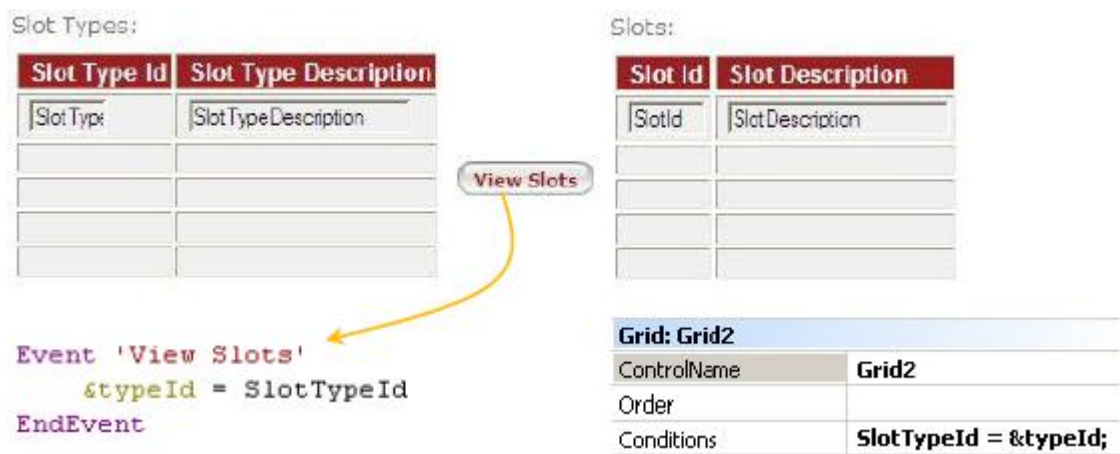 Slot Types:
Slot Type Id Slot Type Description
SlotType
SlotTypeDescription
View Slots
Slots:
Slot Id Slot Description
SlotId
SlotDescription
Event 'View Slots'
&typeId = SlotTypeId
EndEvent
Grid: Grid2
ControlName Grid2
Order
Conditions SlotTypeId = &typeId;